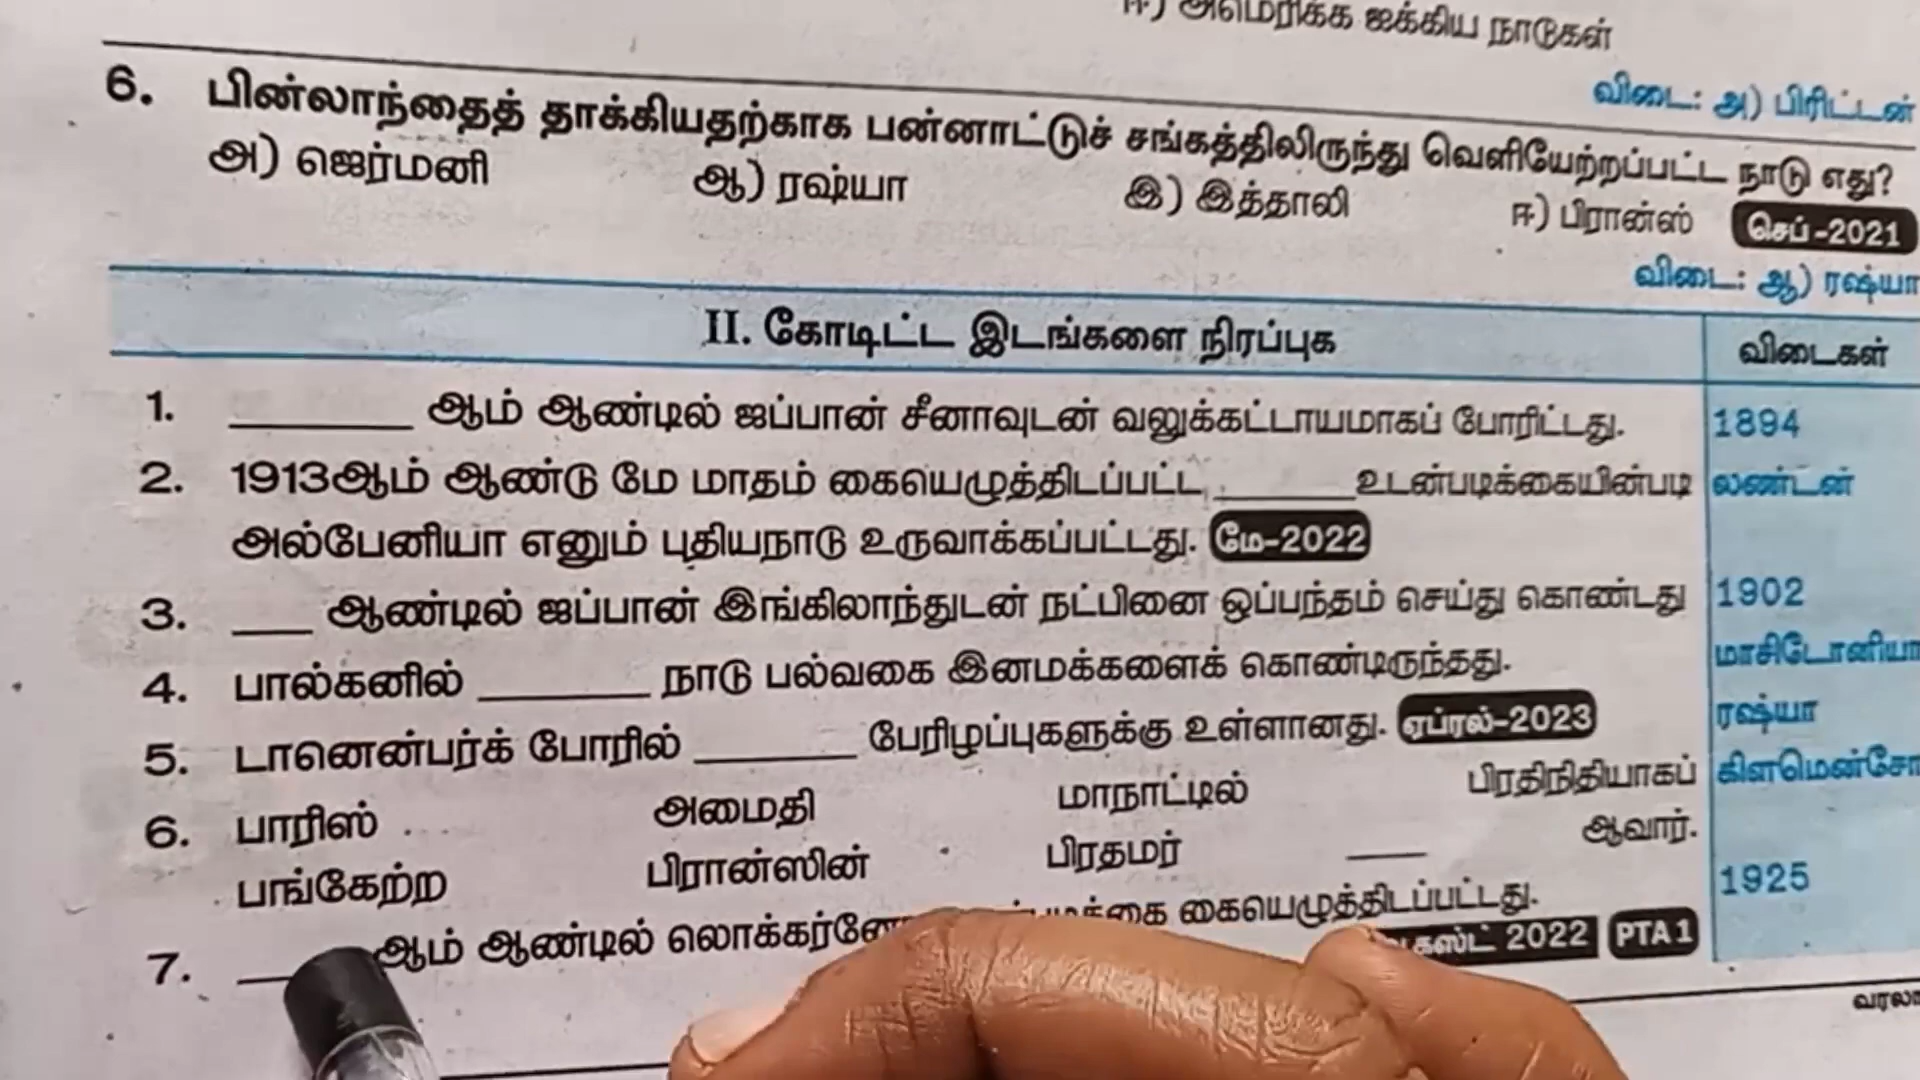 ஈ) அமெரிக்க ஐக்கிய நாடுகள்
விடை: அ) பிரிட்டன்
6. பின்லாந்தைத் தாக்கியதற்காக பன்னாட்டுச் சங்கத்திலிருந்து வெளியேற்றப்பட்ட நாடு எது?
அ) ஜெர்மனி ஆ) ரஷ்யா இ) இத்தாலி ஈ) பிரான்ஸ் செப்-2021
விடை: ஆ) ரஷ்யா
II. கோடிட்ட இடங்களை நிரப்புக விடைகள்
1. ______ ஆம் ஆண்டில் ஜப்பான் சீனாவுடன் வலுக்கட்டாயமாகப் போரிட்டது. 1894
2. 1913ஆம் ஆண்டு மே மாதம் கையெழுத்திடப்பட்ட ______ உடன்படிக்கையின்படி லண்டன்
அல்பேனியா எனும் புதியநாடு உருவாக்கப்பட்டது. மே-2022
3. ___ ஆண்டில் ஜப்பான் இங்கிலாந்துடன் நட்பினை ஒப்பந்தம் செய்து கொண்டது 1902
4. பால்கனில் ______ நாடு பல்வகை இனமக்களைக் கொண்டிருந்தது. மாசிடோனியா
5. டானென்பர்க் போரில் ______ பேரிழப்புகளுக்கு உள்ளானது. ஏப்ரல்-2023 ரஷ்யா
6. பாரிஸ் அமைதி மாநாட்டில் பிரதிநிதியாகப் கிளமென்சோ
பங்கேற்ற பிரான்ஸின் பிரதமர் ___ ஆவார்.
7. ___ ஆம் ஆண்டில் கையெழுத்திடப்பட்டது. 1925
2022 PTA 1